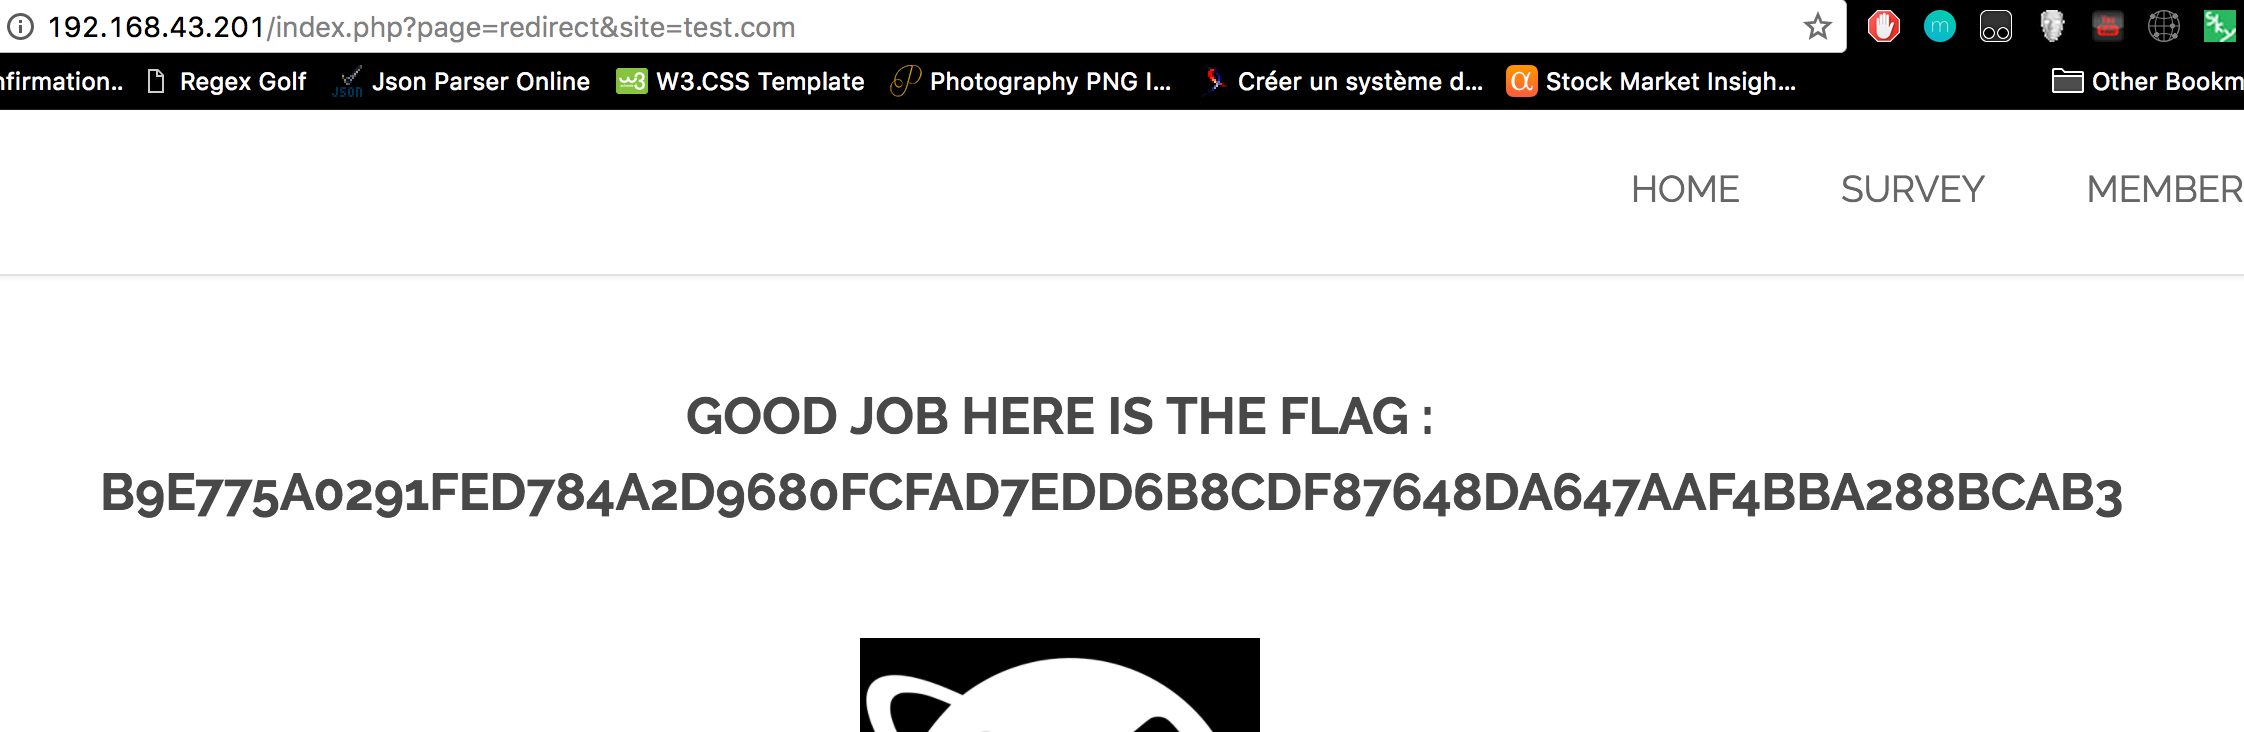 192.168.43.201/index.php?page=redirect&site=test.com
nfirmation.. Regex Golf Json Parser Online W3.CSS Template Photography PNG I... Créer un système d... Stock Market Insigh... Other Bookm
HOME SURVEY MEMBER
GOOD JOB HERE IS THE FLAG :
B9E775A0291FED784A2D9680FCFAD7EDD6B8CDF87648DA647AAF4BBA288BCAB3